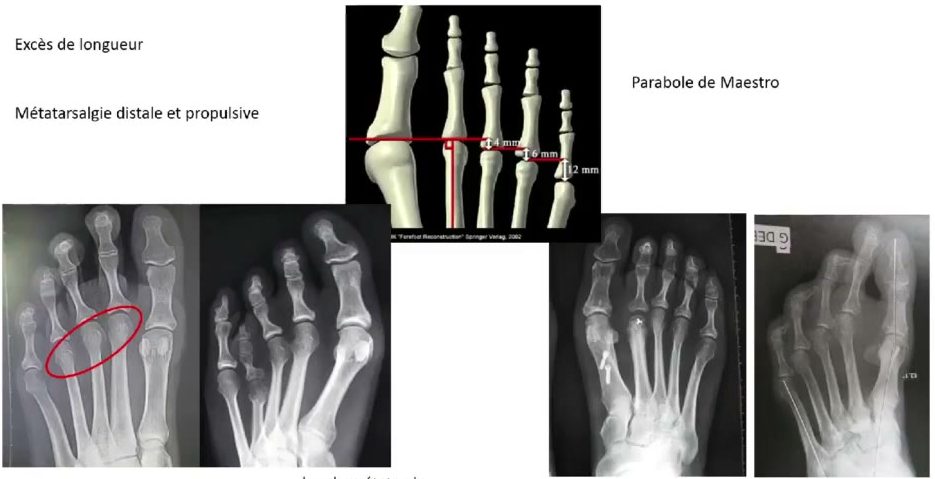 Excès de longueur
Métatarsalgie distale et propulsive
Parabole de Maestro
4 mm
6 mm
12 mm
"Forefoot Reconstruction" Springer Verlag, 2002
G DEB